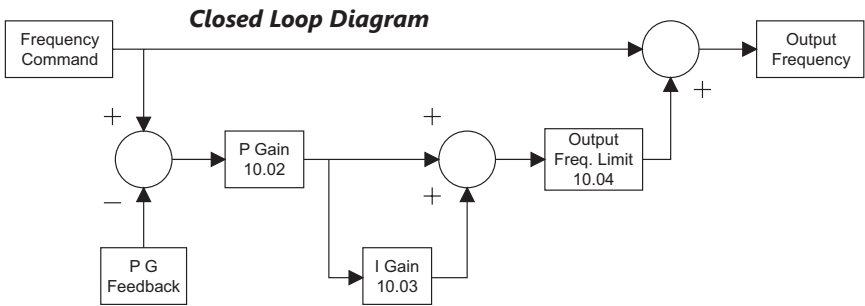 Closed Loop Diagram
Frequency
Command
Output
Frequency
+
+
+
P Gain
10.02
Output
Freq. Limit
10.04
−
+
P G
Feedback
I Gain
10.03